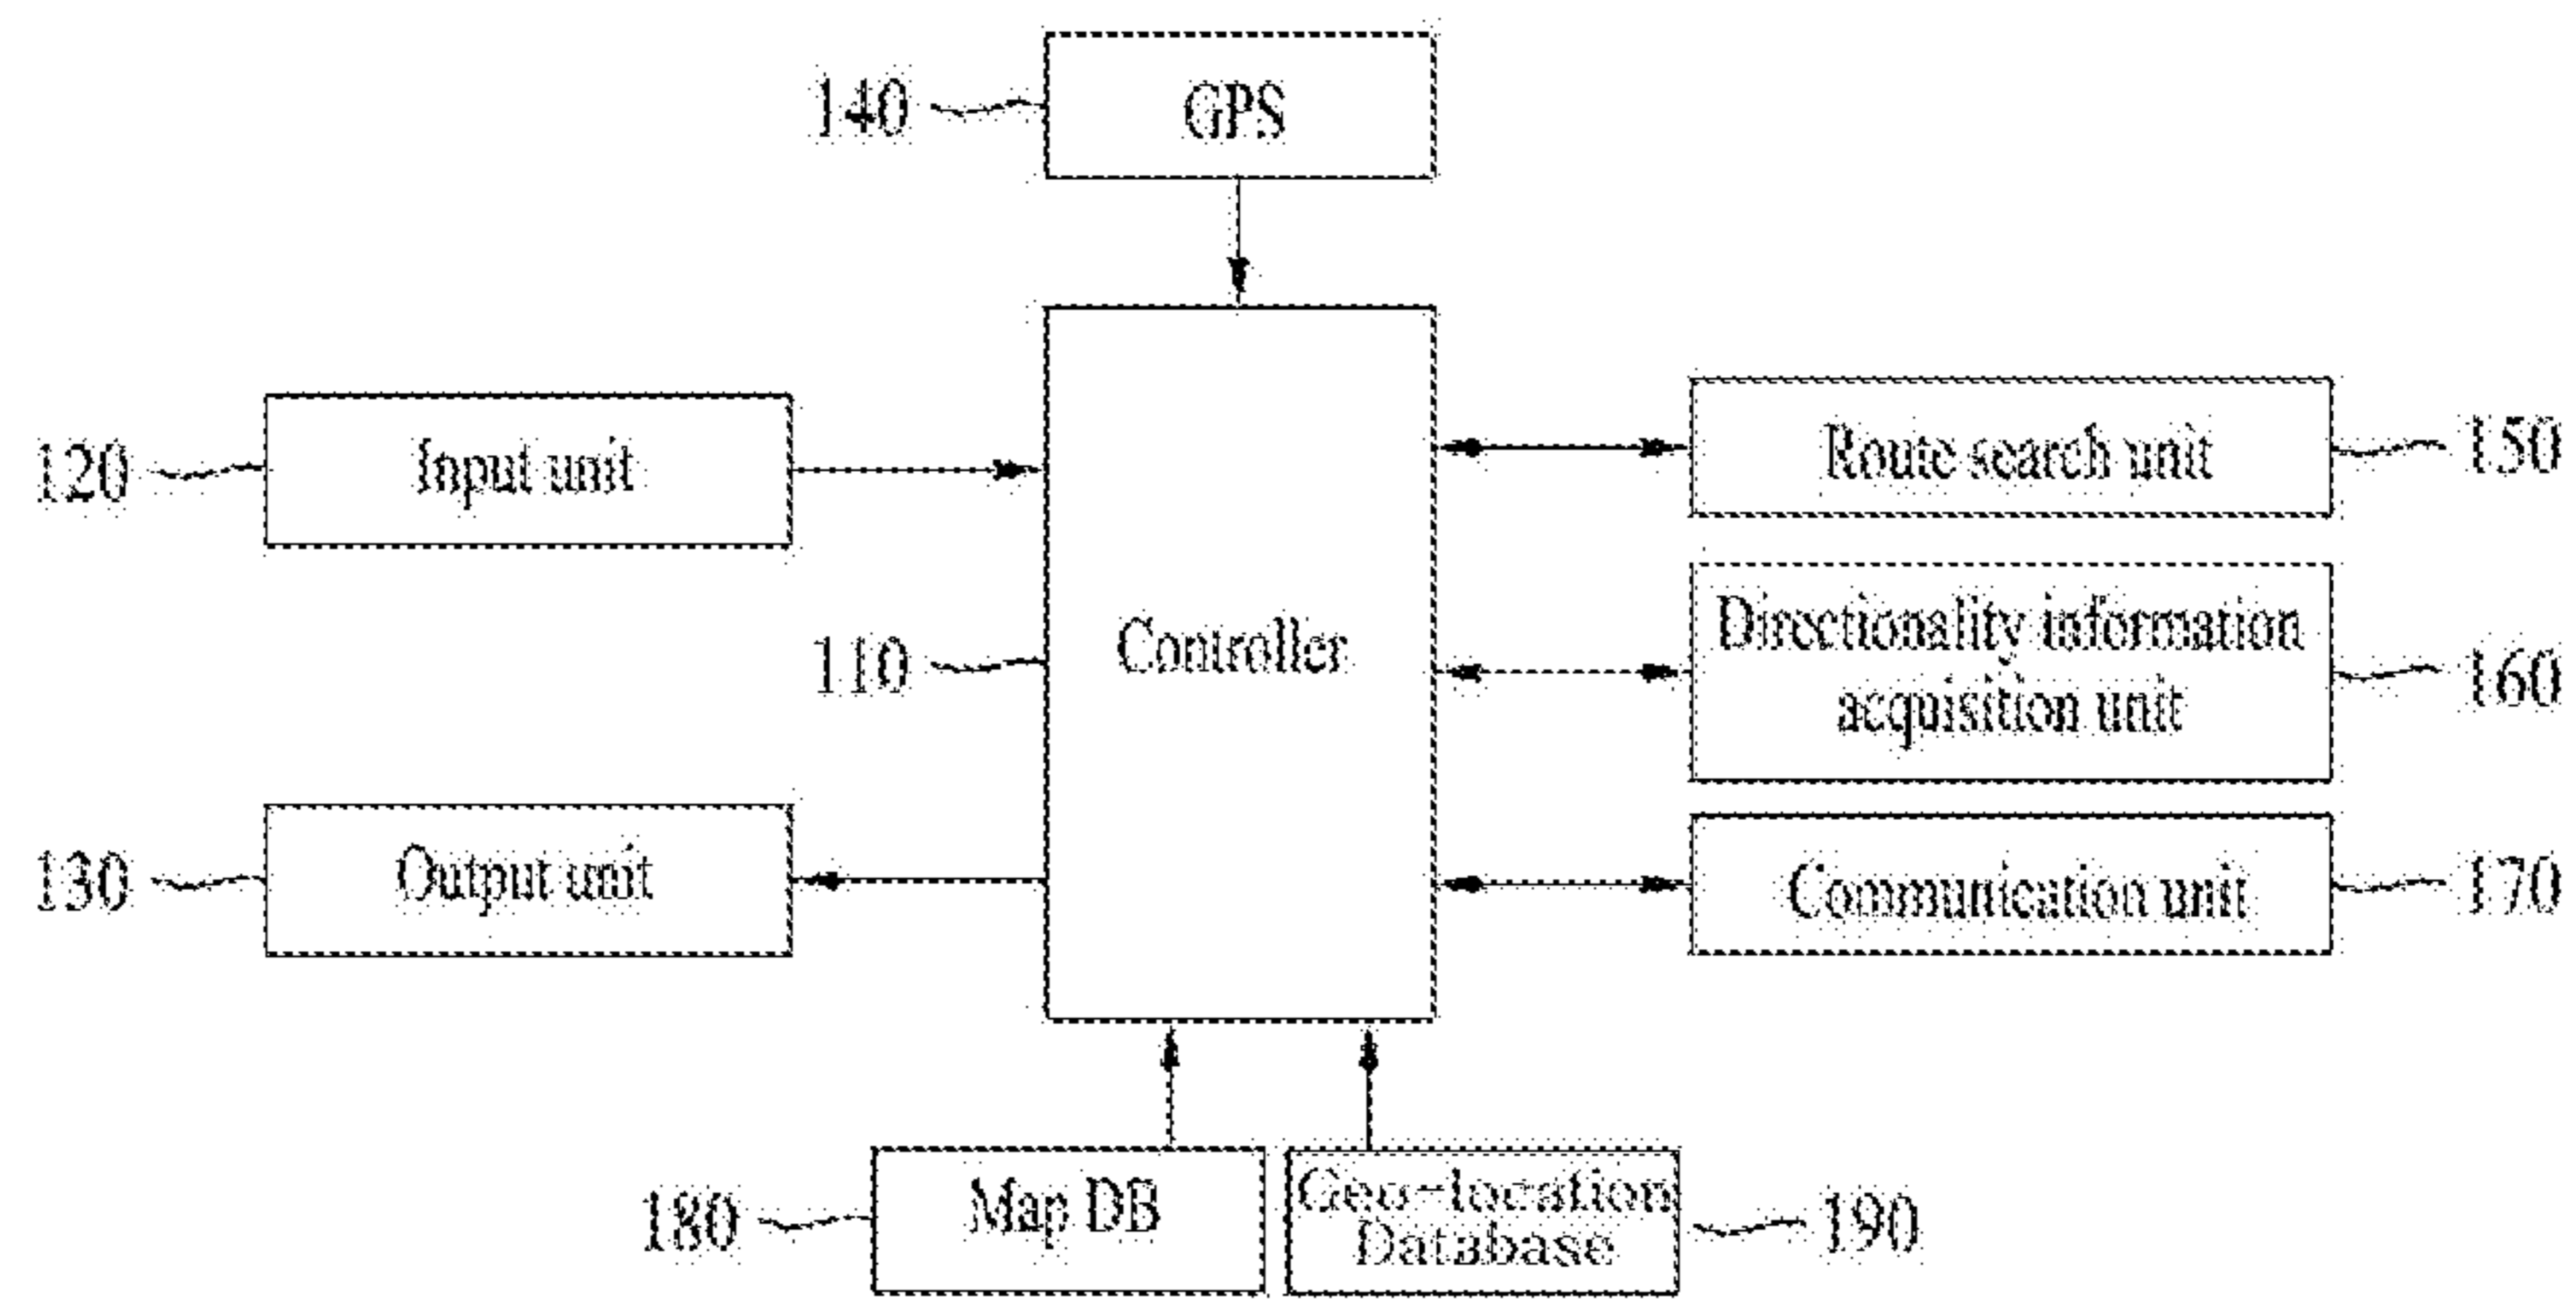 140
GPS
120
Input unit
Route search unit
150
110
Controller
Directionality information
acquisition unit
160
130
Output unit
Communication unit
170
180
Map DB
Geo-location
Database
190